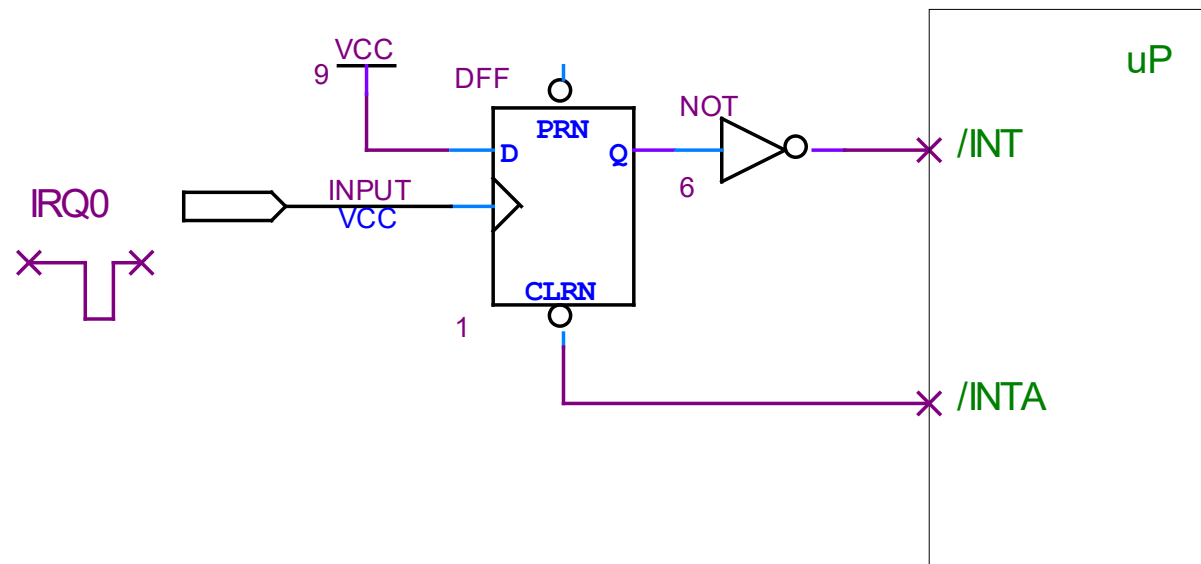 uP
VCC
9
DFF
PRN
NOT
D
Q
/INT
6
IRQ0
INPUT
VCC
CLRN
1
/INTA